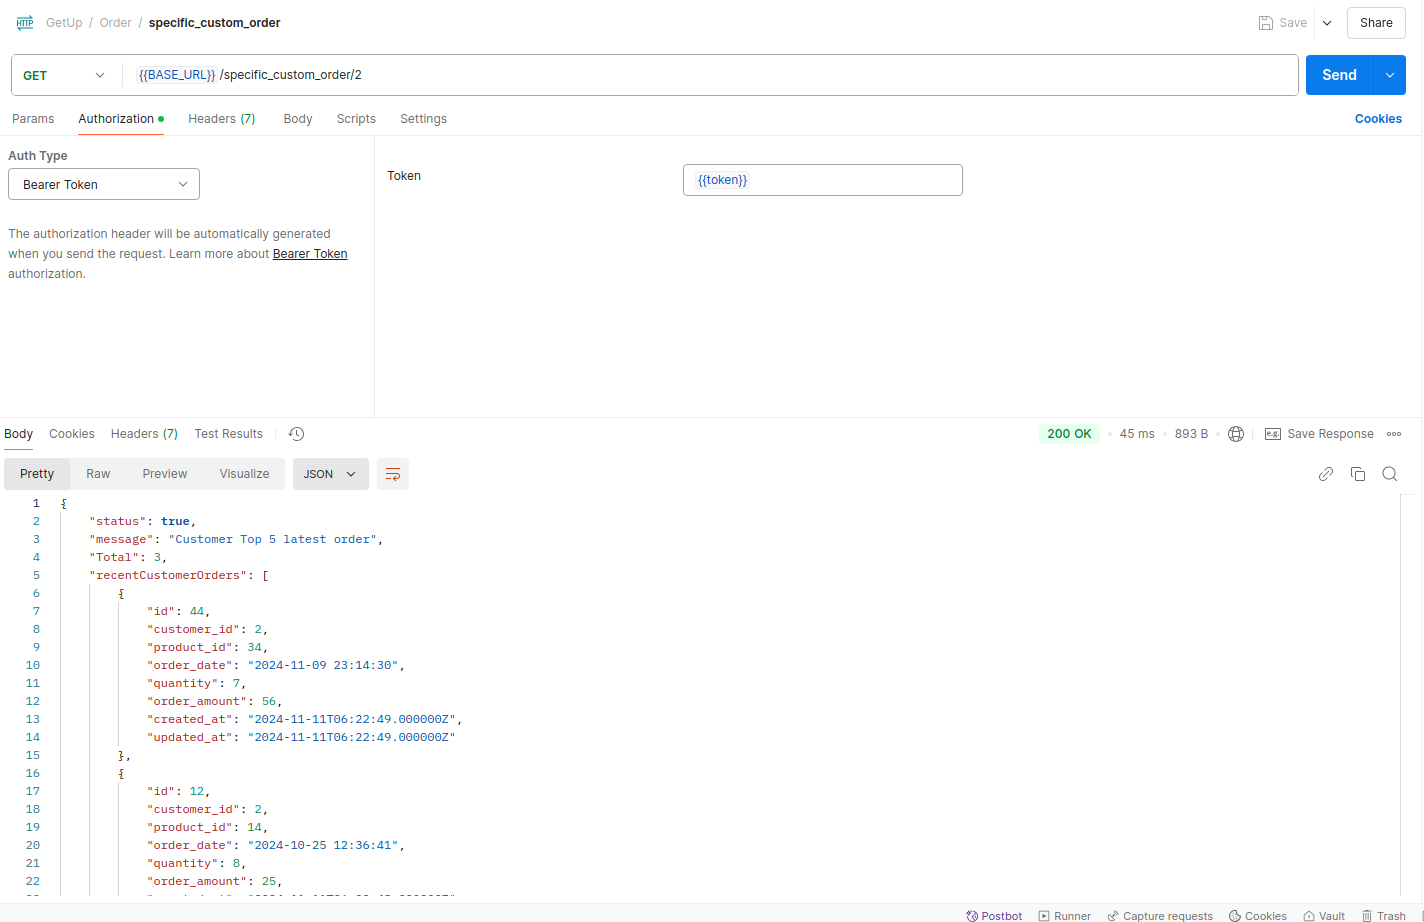 HTTP GetUp / Order / specific_custom_order Save Share
GET {{BASE_URL}} /specific_custom_order/2 Send
Params Authorization Headers (7) Body Scripts Settings Cookies
Auth Type
Bearer Token
Token {{token}}
The authorization header will be automatically generated
when you send the request. Learn more about Bearer Token
authorization.
Body Cookies Headers (7) Test Results 200 OK 45 ms 893 B e.g. Save Response
Pretty Raw Preview Visualize JSON
1 {
2 "status": true,
3 "message": "Customer Top 5 latest order",
4 "Total": 3,
5 "recentCustomerOrders": [
6 {
7 "id": 44,
8 "customer_id": 2,
9 "product_id": 34,
10 "order_date": "2024-11-09 23:14:30",
11 "quantity": 7,
12 "order_amount": 56,
13 "created_at": "2024-11-11T06:22:49.000000Z",
14 "updated_at": "2024-11-11T06:22:49.000000Z"
15 },
16 {
17 "id": 12,
18 "customer_id": 2,
19 "product_id": 14,
20 "order_date": "2024-10-25 12:36:41",
21 "quantity": 8,
22 "order_amount": 25,
Postbot Runner Capture requests Cookies Vault Trash